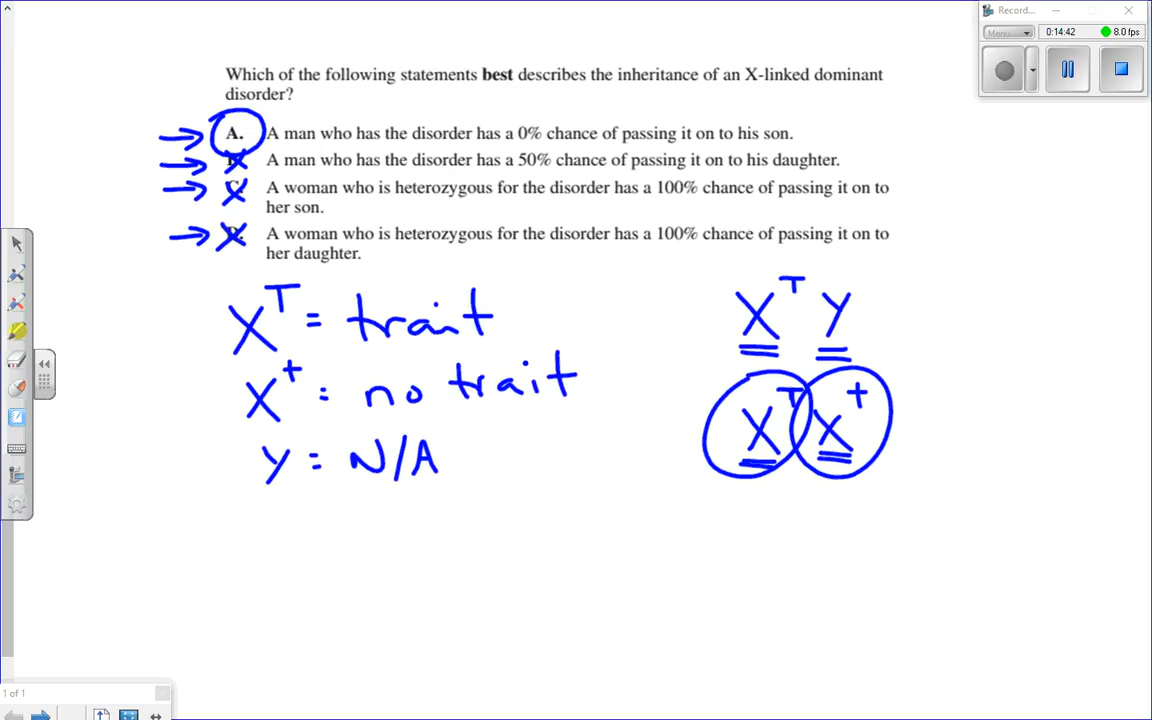 Record...
Menu...
0:14:42
8.0 fps
Which of the following statements best describes the inheritance of an X-linked dominant
disorder?
A. A man who has the disorder has a 0% chance of passing it on to his son.
A man who has the disorder has a 50% chance of passing it on to his daughter.
A woman who is heterozygous for the disorder has a 100% chance of passing it on to
her son.
A woman who is heterozygous for the disorder has a 100% chance of passing it on to
her daughter.
X^T = trait
X^+ = no trait
Y = N/A
X^T Y
X^T X^+
1 of 1